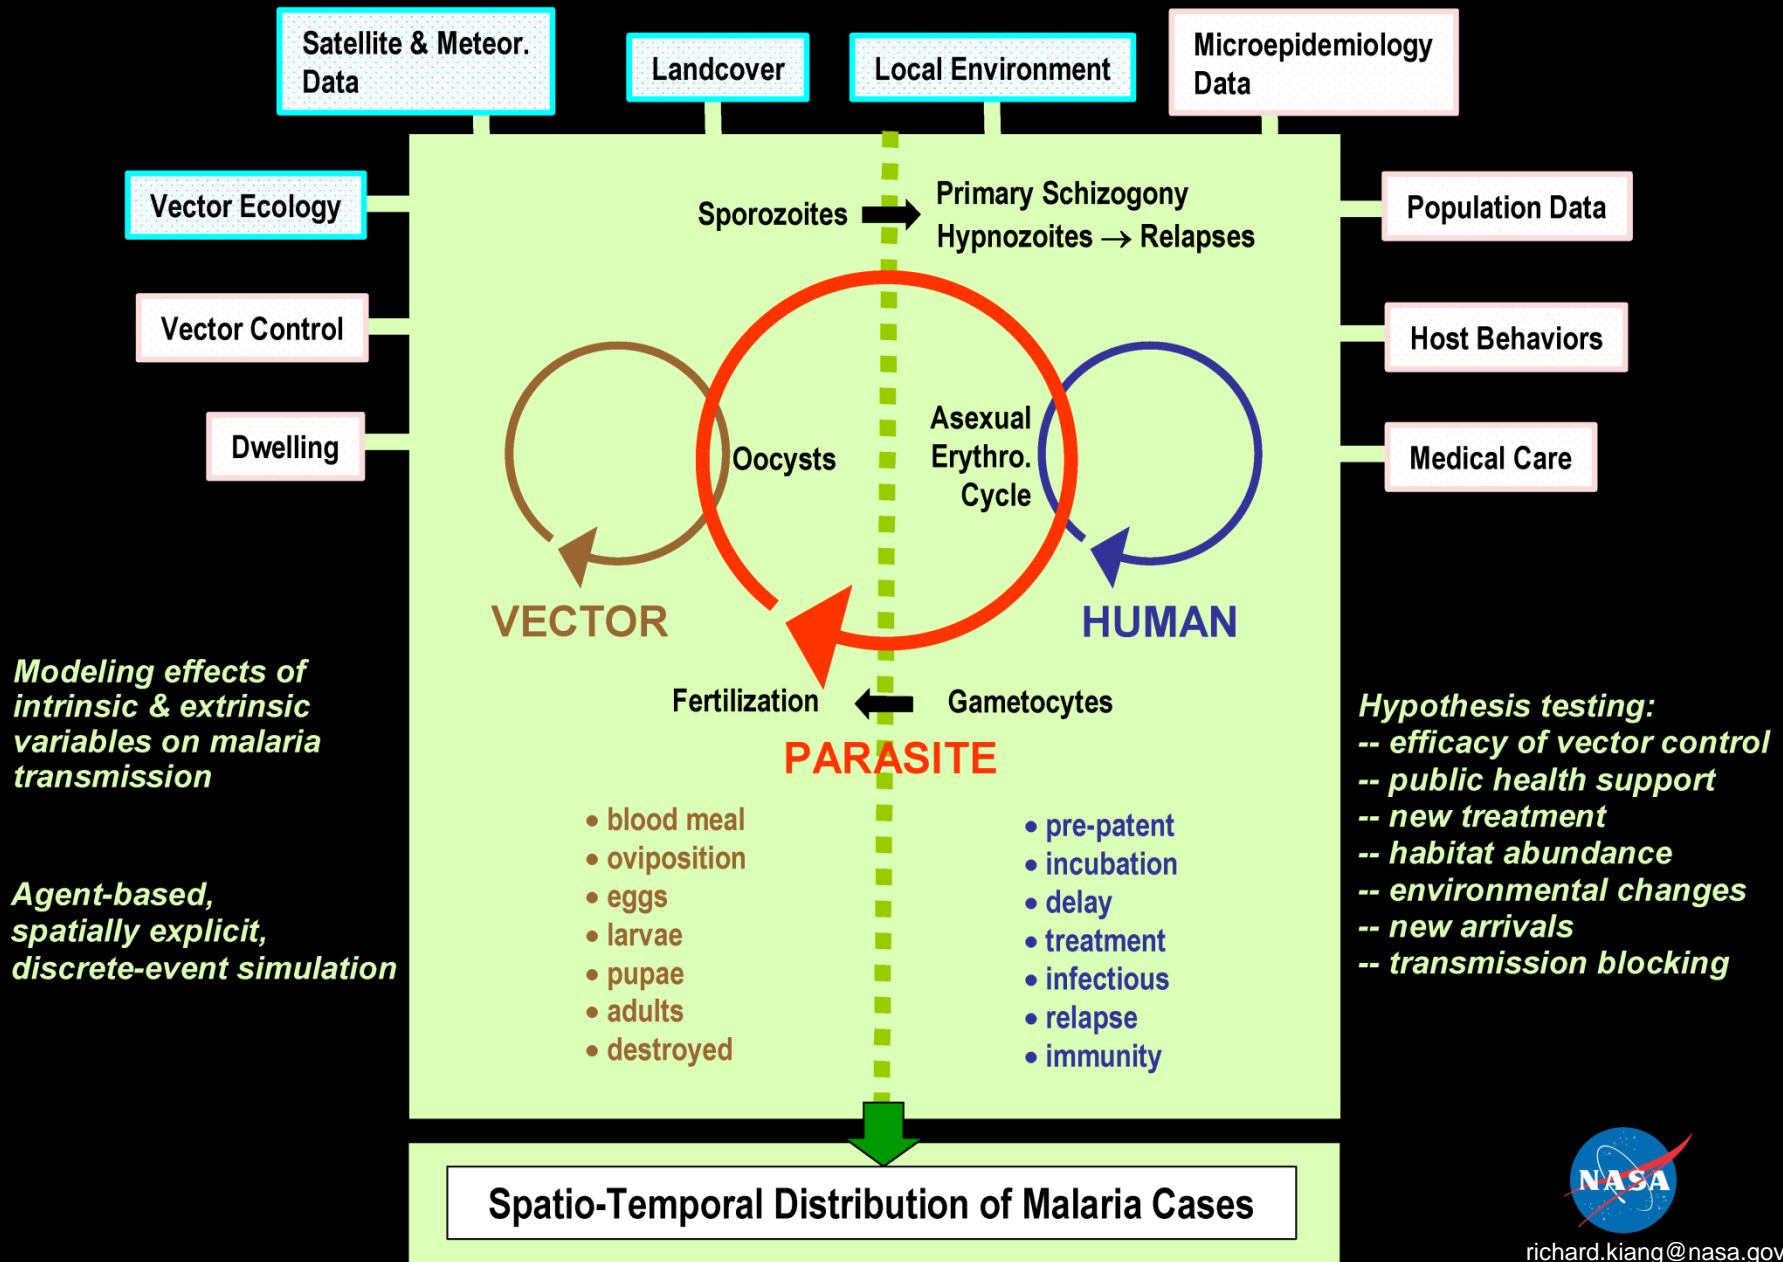 Satellite & Meteor.
Data
Landcover
Local Environment
Microepidemiology
Data
Vector Ecology
Vector Control
Dwelling
Population Data
Host Behaviors
Medical Care
Sporozoites
Primary Schizogony
Hypnozoites → Relapses
Oocysts
Asexual
Erythro.
Cycle
VECTOR
HUMAN
Fertilization
Gametocytes
PARASITE
• blood meal
• oviposition
• eggs
• larvae
• pupae
• adults
• destroyed
• pre-patent
• incubation
• delay
• treatment
• infectious
• relapse
• immunity
Modeling effects of
intrinsic & extrinsic
variables on malaria
transmission
Agent-based,
spatially explicit,
discrete-event simulation
Hypothesis testing:
-- efficacy of vector control
-- public health support
-- new treatment
-- habitat abundance
-- environmental changes
-- new arrivals
-- transmission blocking
Spatio-Temporal Distribution of Malaria Cases
NASA
richard.kiang@nasa.gov